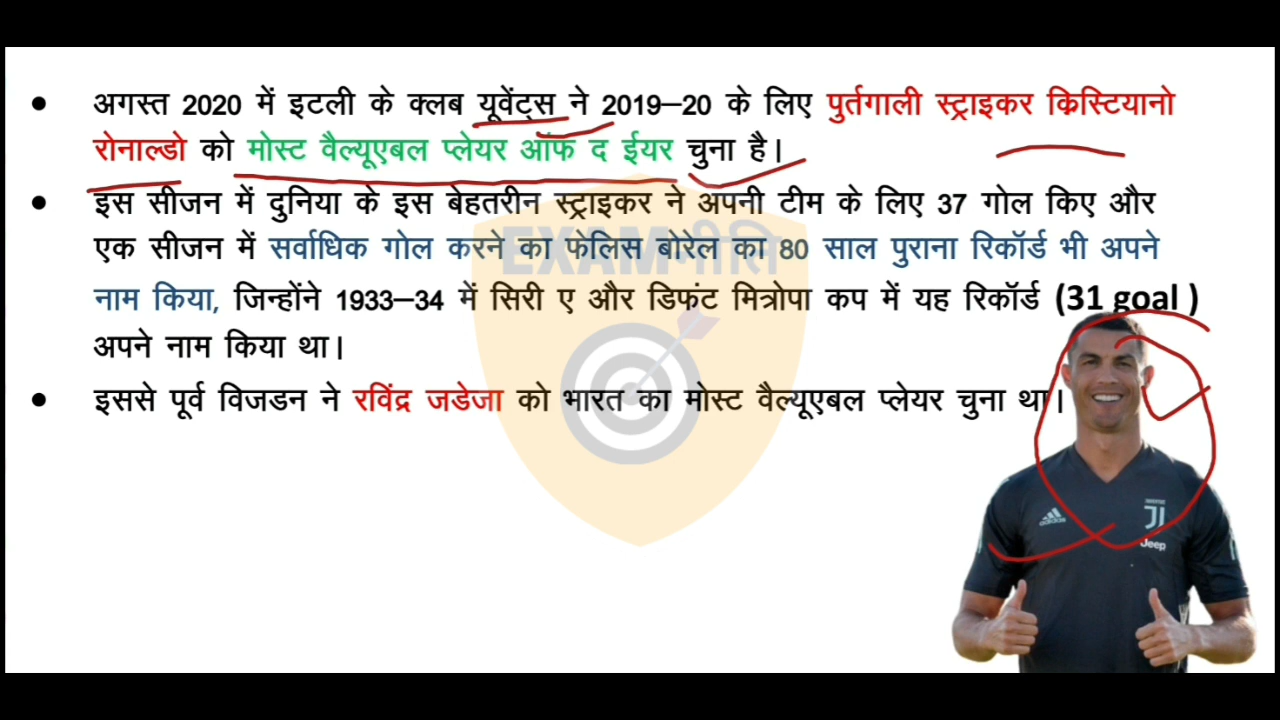 अगस्त 2020 में इटली के क्लब यूवेंट्स ने 2019–20 के लिए पुर्तगाली स्ट्राइकर क्रिस्टियानो
रोनाल्डो को मोस्ट वैल्यूएबल प्लेयर ऑफ द ईयर चुना है।
इस सीजन में दुनिया के इस बेहतरीन स्ट्राइकर ने अपनी टीम के लिए 37 गोल किए और
एक सीजन में सर्वाधिक गोल करने का फेलिस बोरेल का 80 साल पुराना रिकॉर्ड भी अपने
नाम किया, जिन्होंने 1933–34 में सिरी ए और डिफंट मित्रोपा कप में यह रिकॉर्ड (31 goal )
अपने नाम किया था।
इससे पूर्व विजडन ने रविंद्र जडेजा को भारत का मोस्ट वैल्यूएबल प्लेयर चुना था।
EXAMनीति
adidas
Jeep